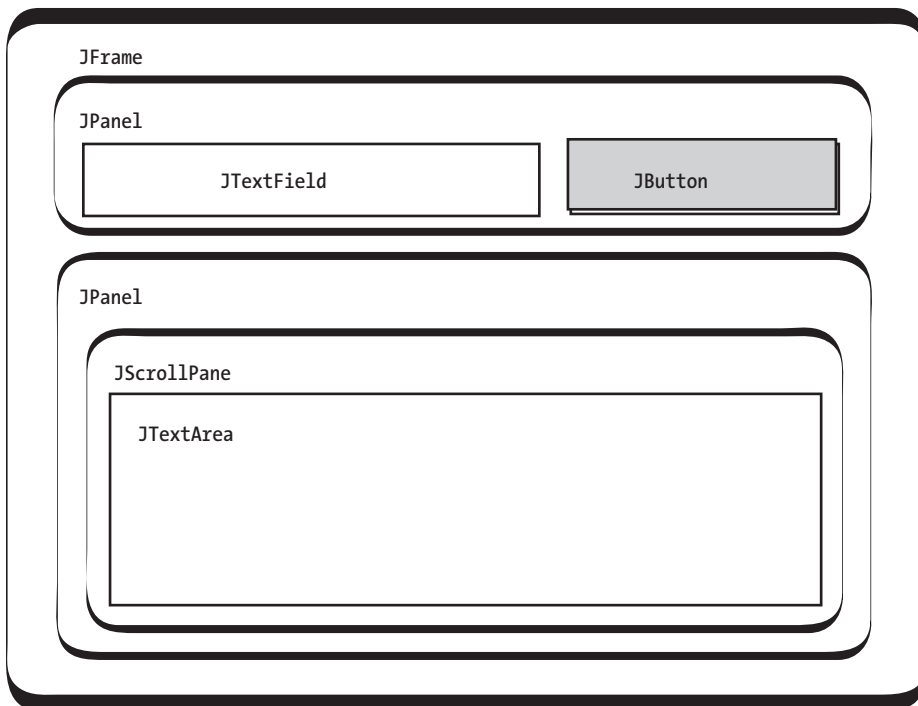 JFrame
JPanel
JTextField
JButton
JPanel
JScrollPane
JTextArea